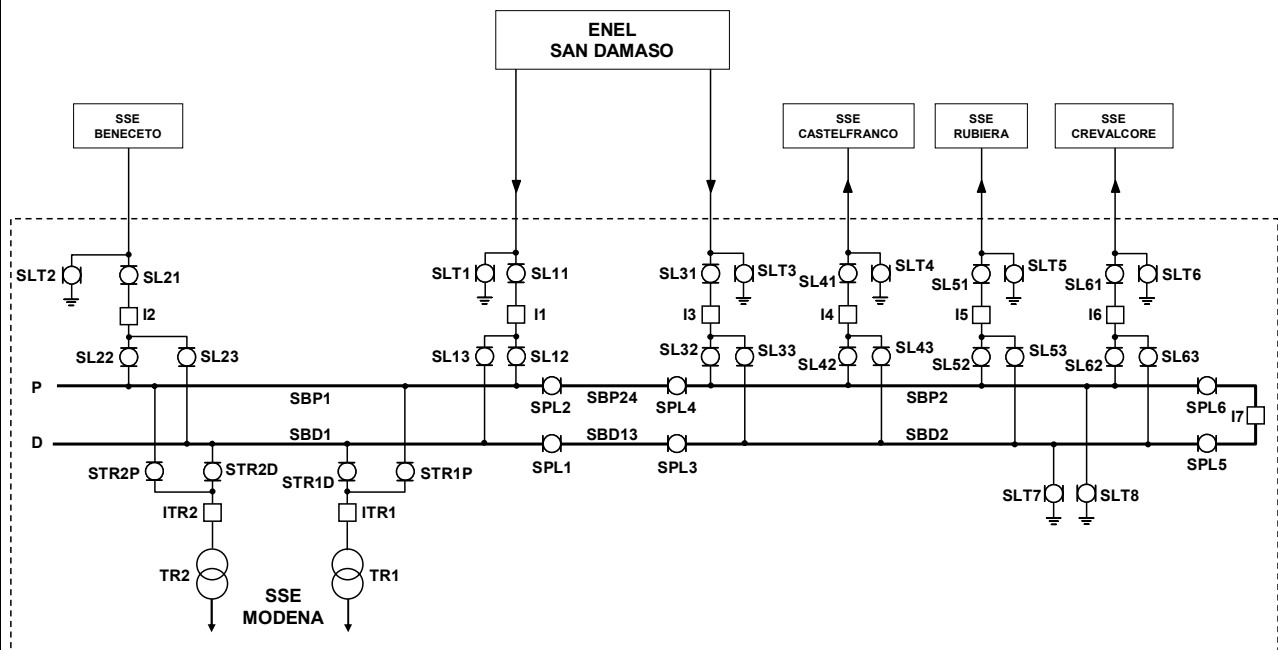 ENEL
SAN DAMASO
SSE
BENECETO
SSE
CASTELFRANCO
SSE
RUBIERA
SSE
CREVALCORE
SLT2
SL21
SLT1
SL11
SL31
SLT3
SL41
SLT4
SL51
SLT5
SL61
SLT6
I2
I1
I3
I4
I5
I6
SL22
SL23
SL13
SL12
SL32
SL33
SL42
SL43
SL52
SL53
SL62
SL63
P
SBP1
SPL2
SBP24
SPL4
SBP2
SPL6
I7
D
SBD1
SPL1
SBD13
SPL3
SBD2
SPL5
STR2P
STR2D
STR1D
STR1P
SLT7
SLT8
ITR2
ITR1
TR2
TR1
SSE
MODENA